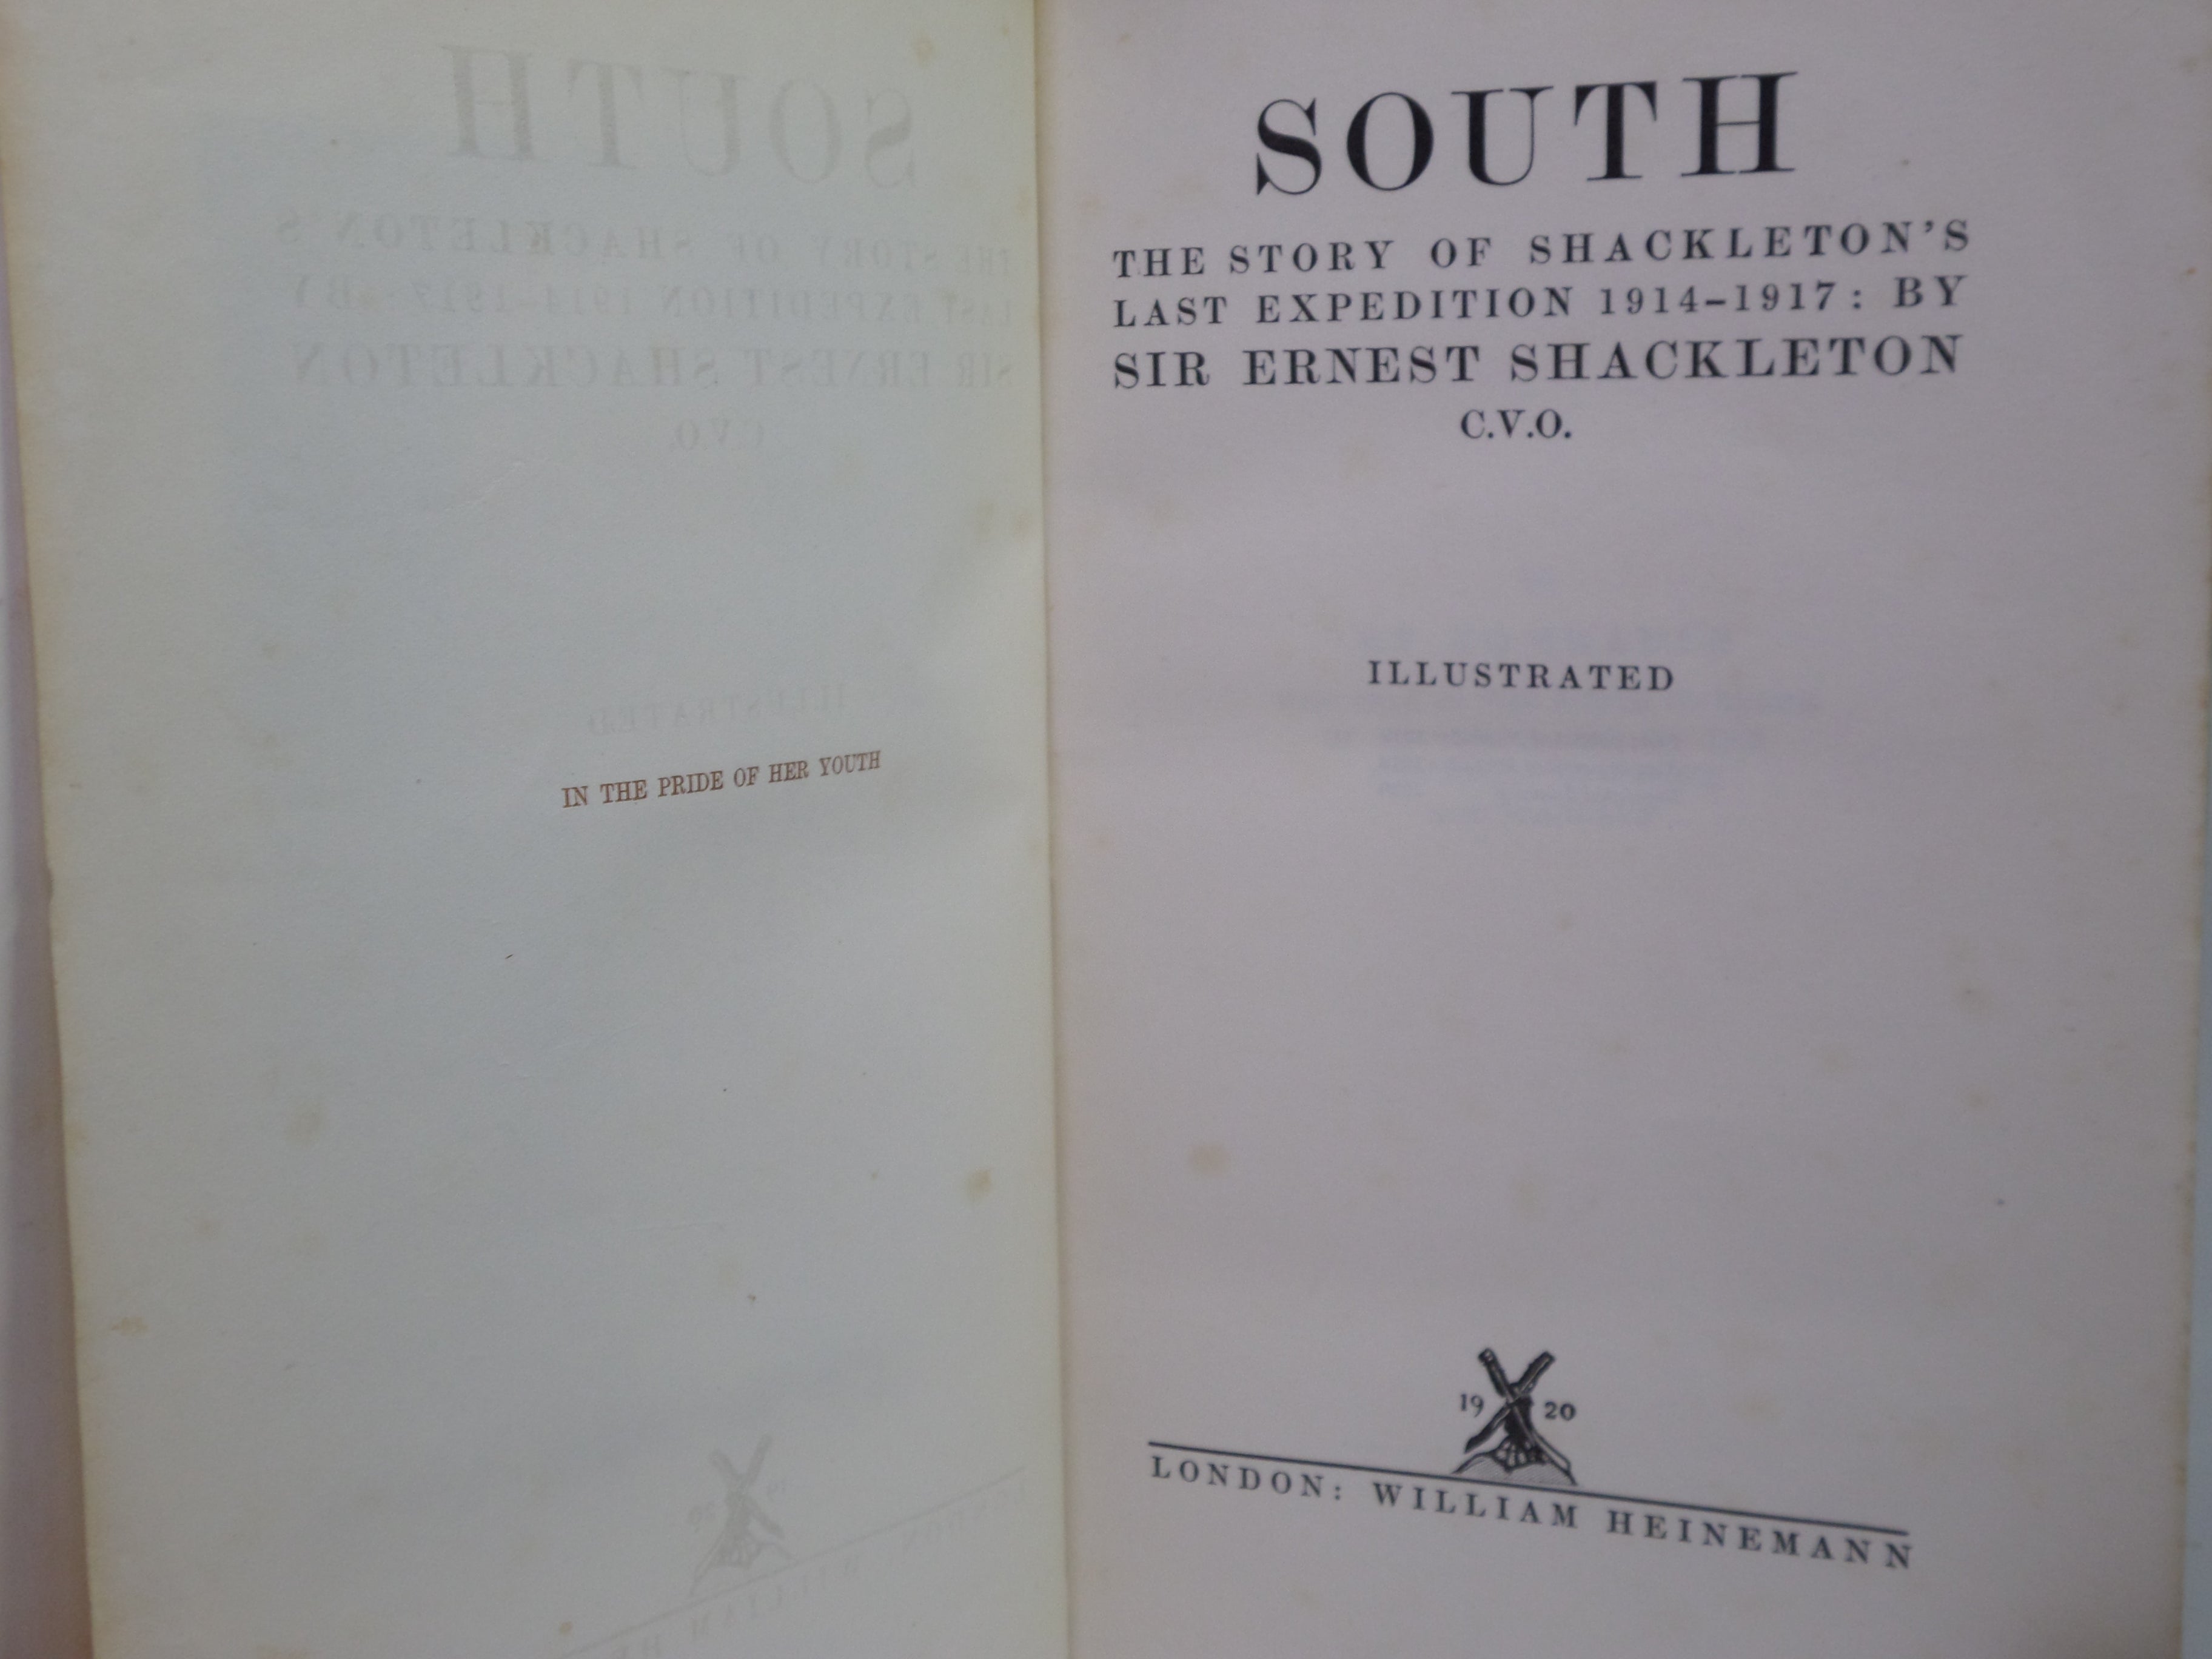 IN THE PRIDE OF HER YOUTH
SOUTH
THE STORY OF SHACKLETON'S
LAST EXPEDITION 1914–1917: BY
SIR ERNEST SHACKLETON
C.V.O.
ILLUSTRATED
19 20
LONDON: WILLIAM HEINEMANN